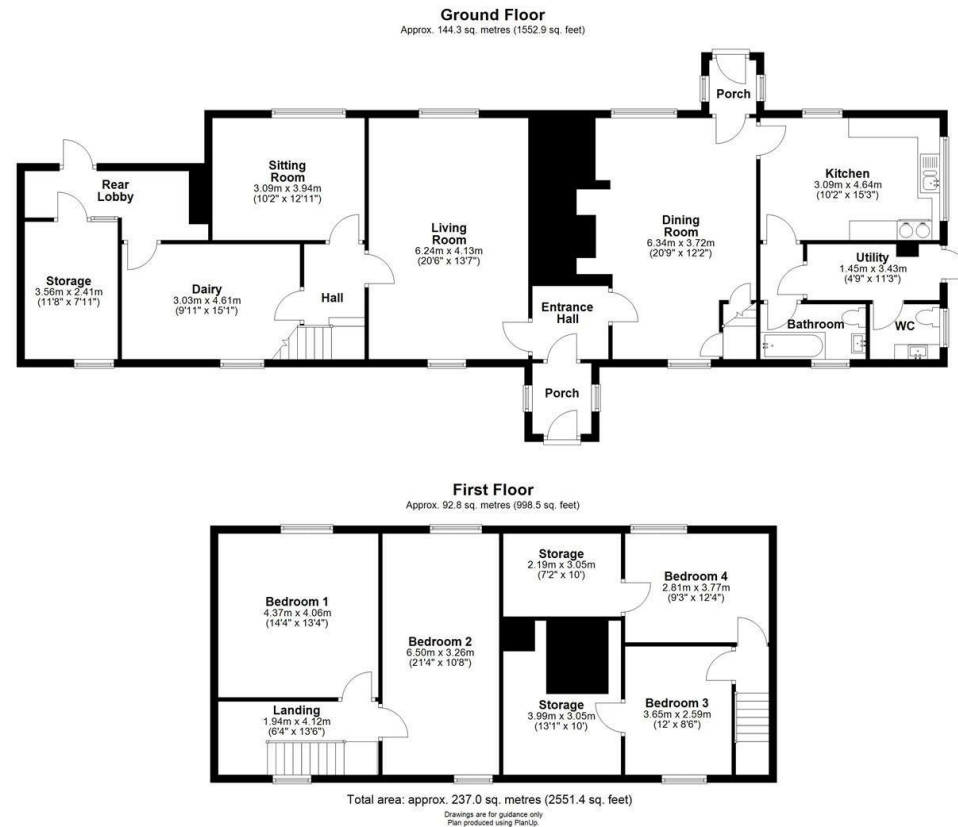 Ground Floor
Approx. 144.3 sq. metres (1552.9 sq. feet)
Porch
Sitting
Room
3.09m x 3.94m
(10'2" x 12'11")
Rear
Lobby
Living
Room
6.24m x 4.13m
(20'6" x 13'7")
Dining
Room
6.34m x 3.72m
(20'9" x 12'2")
Kitchen
3.09m x 4.64m
(10'2" x 15'3")
Utility
1.45m x 3.43m
(4'9" x 11'3")
Storage
3.56m x 2.41m
(11'8" x 7'11")
Dairy
3.03m x 4.61m
(9'11" x 15'1")
Hall
Entrance
Hall
Bathroom
WC
Porch
First Floor
Approx. 92.8 sq. metres (998.5 sq. feet)
Bedroom 1
4.37m x 4.06m
(14'4" x 13'4")
Bedroom 2
6.50m x 3.26m
(21'4" x 10'8")
Storage
2.19m x 3.05m
(7'2" x 10')
Bedroom 4
2.81m x 3.77m
(9'3" x 12'4")
Landing
1.94m x 4.12m
(6'4" x 13'6")
Storage
3.99m x 3.05m
(13'1" x 10')
Bedroom 3
3.65m x 2.59m
(12' x 8'6")
Total area: approx. 237.0 sq. metres (2551.4 sq. feet)
Drawings are for guidance only
Plan produced using PlanUp.